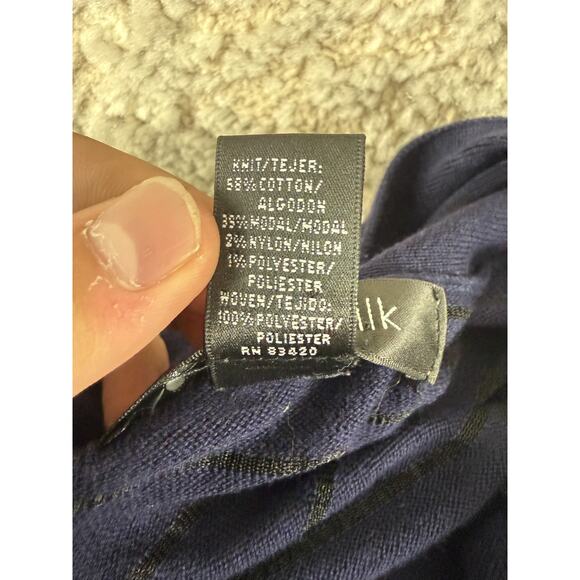 KNIT/TEJER:
58% COTTON/
ALGODON
39% MODAL/MODAL
2% NYLON/NILON
1% POLYESTER/
POLIESTER
WOVEN/TEJIDO:
100% POLYESTER/
POLIESTER
RN 83420
lk